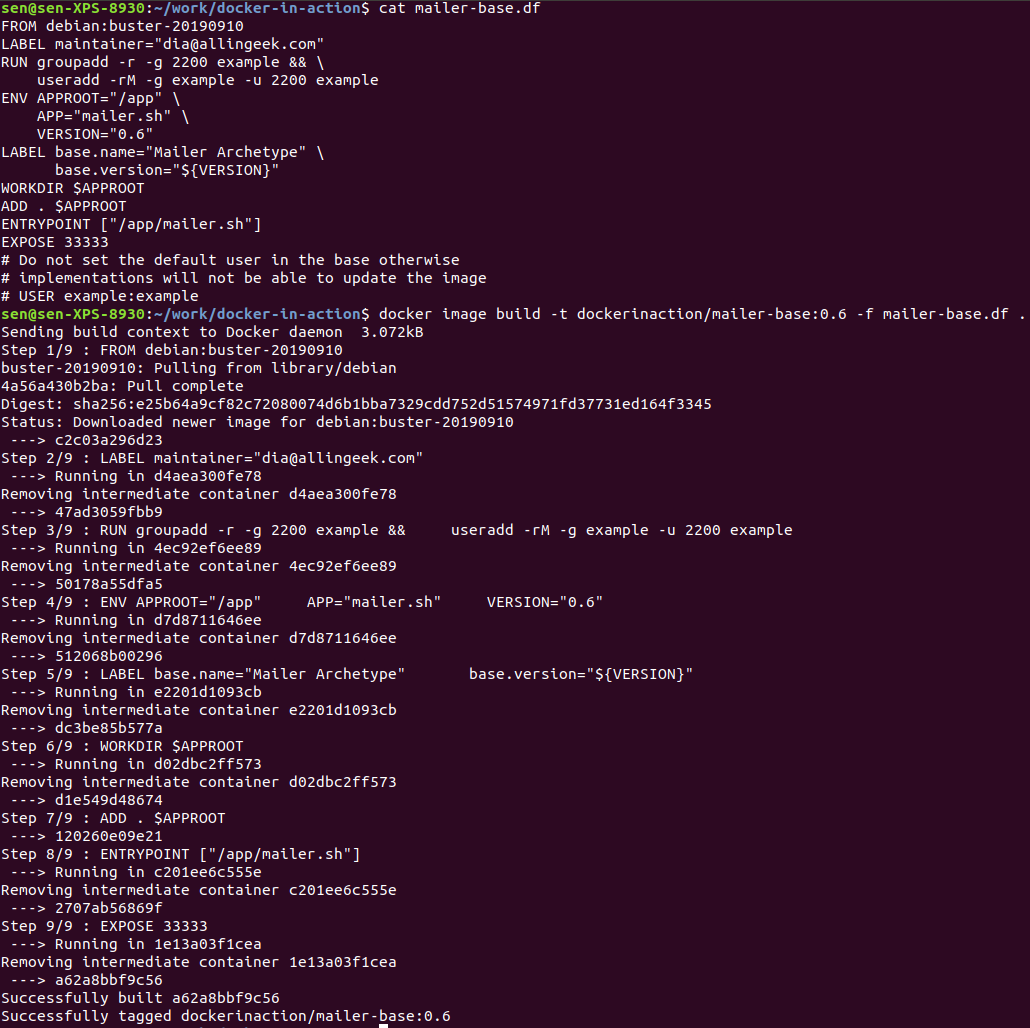 sen@sen-XPS-8930:~/work/docker-in-action$ cat mailer-base.df
FROM debian:buster-20190910
LABEL maintainer="dia@allingeek.com"
RUN groupadd -r -g 2200 example && \
    useradd -rM -g example -u 2200 example
ENV APPROOT="/app" \
    APP="mailer.sh" \
    VERSION="0.6"
LABEL base.name="Mailer Archetype" \
      base.version="${VERSION}"
WORKDIR $APPROOT
ADD . $APPROOT
ENTRYPOINT ["/app/mailer.sh"]
EXPOSE 33333
# Do not set the default user in the base otherwise
# implementations will not be able to update the image
# USER example:example
sen@sen-XPS-8930:~/work/docker-in-action$ docker image build -t dockerinaction/mailer-base:0.6 -f mailer-base.df .
Sending build context to Docker daemon  3.072kB
Step 1/9 : FROM debian:buster-20190910
buster-20190910: Pulling from library/debian
4a56a430b2ba: Pull complete
Digest: sha256:e25b64a9cf82c72080074d6b1bba7329cdd752d51574971fd37731ed164f3345
Status: Downloaded newer image for debian:buster-20190910
 ---> c2c03a296d23
Step 2/9 : LABEL maintainer="dia@allingeek.com"
 ---> Running in d4aea300fe78
Removing intermediate container d4aea300fe78
 ---> 47ad3059fbb9
Step 3/9 : RUN groupadd -r -g 2200 example &&     useradd -rM -g example -u 2200 example
 ---> Running in 4ec92ef6ee89
Removing intermediate container 4ec92ef6ee89
 ---> 50178a55dfa5
Step 4/9 : ENV APPROOT="/app"     APP="mailer.sh"     VERSION="0.6"
 ---> Running in d7d8711646ee
Removing intermediate container d7d8711646ee
 ---> 512068b00296
Step 5/9 : LABEL base.name="Mailer Archetype"       base.version="${VERSION}"
 ---> Running in e2201d1093cb
Removing intermediate container e2201d1093cb
 ---> dc3be85b577a
Step 6/9 : WORKDIR $APPROOT
 ---> Running in d02dbc2ff573
Removing intermediate container d02dbc2ff573
 ---> d1e549d48674
Step 7/9 : ADD . $APPROOT
 ---> 120260e09e21
Step 8/9 : ENTRYPOINT ["/app/mailer.sh"]
 ---> Running in c201ee6c555e
Removing intermediate container c201ee6c555e
 ---> 2707ab56869f
Step 9/9 : EXPOSE 33333
 ---> Running in 1e13a03f1cea
Removing intermediate container 1e13a03f1cea
 ---> a62a8bbf9c56
Successfully built a62a8bbf9c56
Successfully tagged dockerinaction/mailer-base:0.6